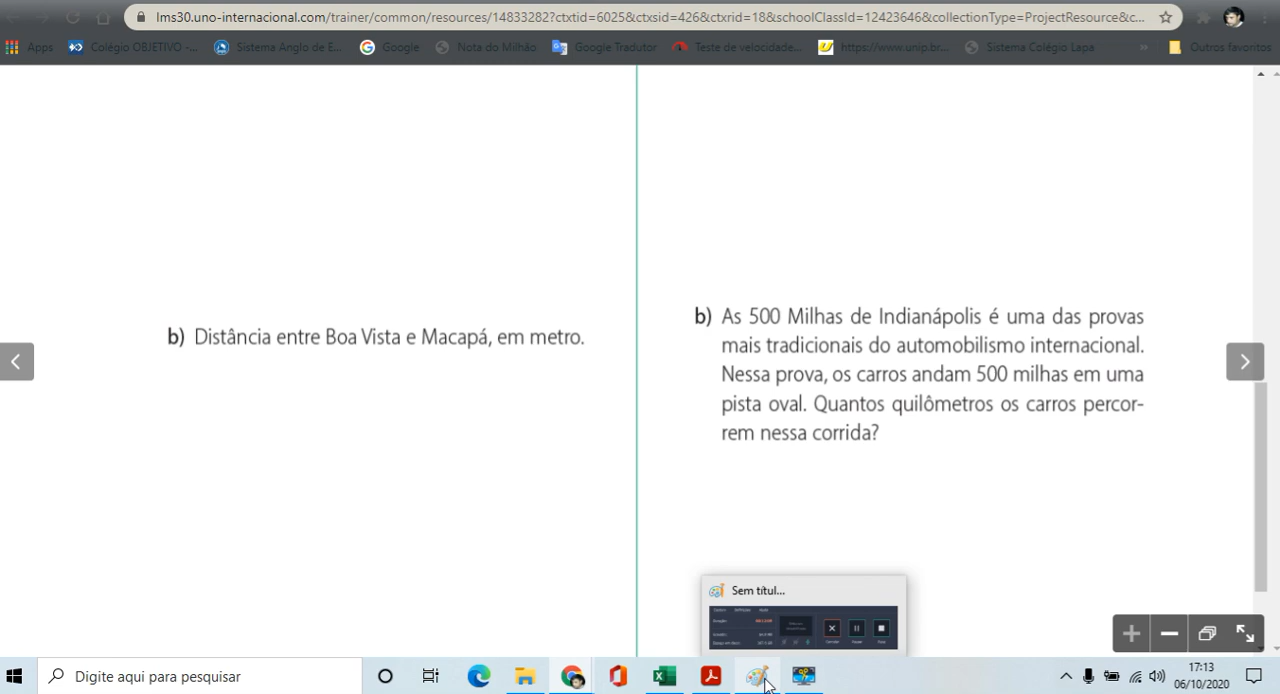 lms30.uno-internacional.com/trainer/common/resources/14833282?ctxtid=6025&ctxsid=426&ctxrid=18&schoolClassId=12423646&collectionType=ProjectResource&c...
Apps Colégio OBJETIVO -... Sistema Anglo de E... Google Nota do Milhão Google Tradutor Teste de velocidade... https://www.unip.br... Sistema Colégio Lapa » Outros favoritos
b) Distância entre Boa Vista e Macapá, em metro.
b) As 500 Milhas de Indianápolis é uma das provas
mais tradicionais do automobilismo internacional.
Nessa prova, os carros andam 500 milhas em uma
pista oval. Quantos quilômetros os carros percor-
rem nessa corrida?
Sem títul...
Digite aqui para pesquisar
17:13
06/10/2020